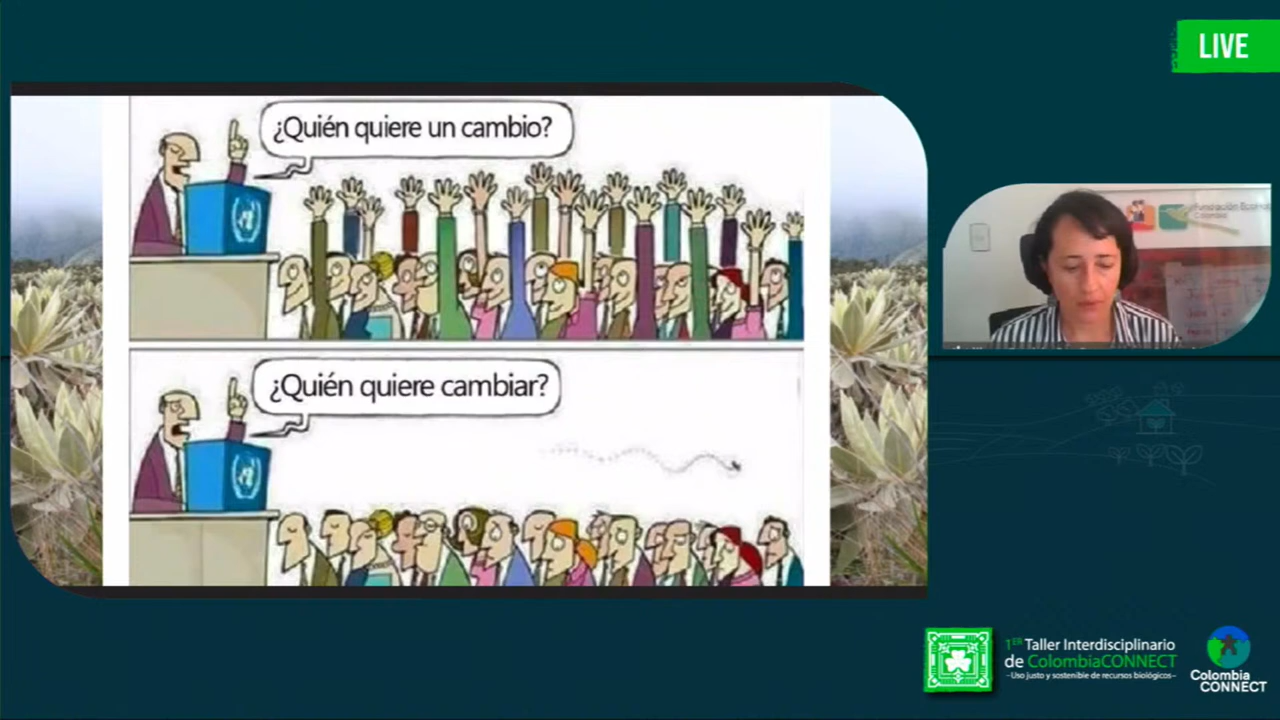 LIVE
¿Quién quiere un cambio?
Colombia
¿Quién quiere cambiar?
1ER Taller Interdisciplinario
de ColombiaCONNECT
-Uso justo y sostenible de recursos biológicos-
Colombia
CONNECT